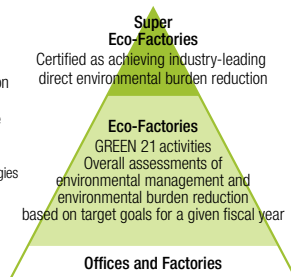 Super
Eco-Factories
Certified as achieving industry-leading
direct environmental burden reduction
Eco-Factories
GREEN 21 activities
Overall assessments of
environmental management and
environmental burden reduction
based on target goals for a given fiscal year
Offices and Factories